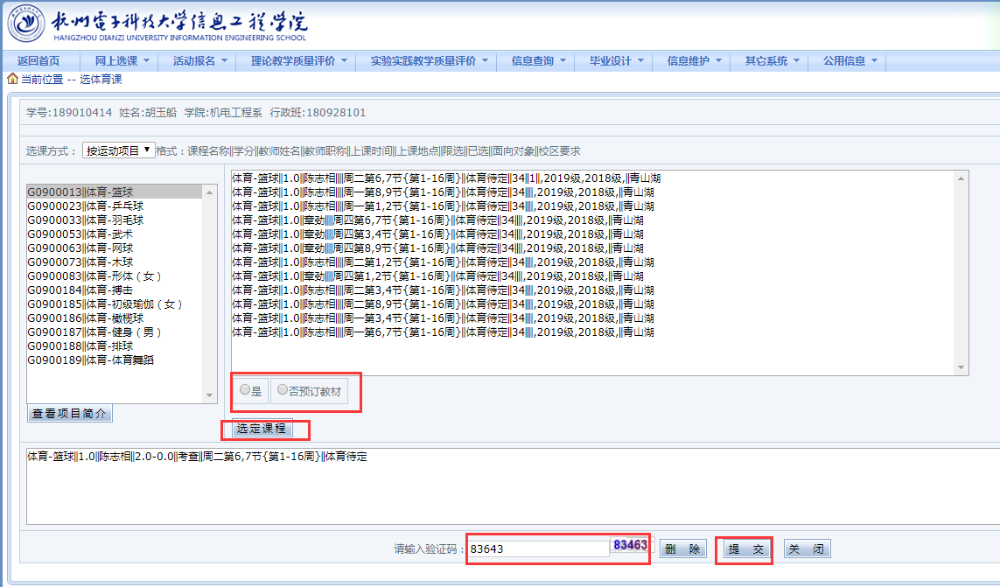 杭州电子科技大学信息工程学院
HANGZHOU DIANZI UNIVERSITY INFORMATION ENGINEERING SCHOOL
返回首页 网上选课 活动报名 理论教学质量评价 实验实践教学质量评价 信息查询 毕业设计 信息维护 其它系统 公用信息
当前位置 -- 选体育课
学号:189010414 姓名:胡玉船 学院:机电工程系 行政班:180928101
选课方式: 按运动项目 格式:课程名称||学分||教师姓名||教师职称||上课时间||上课地点||限选||已选||面向对象||校区要求
G0900013||体育-篮球
G0900023||体育-乒乓球
G0900033||体育-羽毛球
G0900053||体育-武术
G0900063||体育-网球
G0900073||体育-木球
G0900083||体育-形体(女)
G0900184||体育-搏击
G0900185||体育-初级瑜伽(女)
G0900186||体育-橄榄球
G0900187||体育-健身(男)
G0900188||体育-排球
G0900189||体育-体育舞蹈
查看项目简介
体育-篮球||1.0||陈志相||||周二第6,7节{第1-16周}||体育待定||34||1||,2019级,2018级,||青山湖
体育-篮球||1.0||陈志相||||周一第8,9节{第1-16周}||体育待定||34||||,2019级,2018级,||青山湖
体育-篮球||1.0||陈志相||||周一第1,2节{第1-16周}||体育待定||34||||,2019级,2018级,||青山湖
体育-篮球||1.0||章劲||||周四第6,7节{第1-16周}||体育待定||34||||,2019级,2018级,||青山湖
体育-篮球||1.0||章劲||||周四第3,4节{第1-16周}||体育待定||34||||,2019级,2018级,||青山湖
体育-篮球||1.0||章劲||||周四第8,9节{第1-16周}||体育待定||34||||,2019级,2018级,||青山湖
体育-篮球||1.0||陈志相||||周二第1,2节{第1-16周}||体育待定||34||||,2019级,2018级,||青山湖
体育-篮球||1.0||章劲||||周四第1,2节{第1-16周}||体育待定||34||||,2019级,2018级,||青山湖
体育-篮球||1.0||陈志相||||周二第3,4节{第1-16周}||体育待定||34||||,2019级,2018级,||青山湖
体育-篮球||1.0||陈志相||||周二第8,9节{第1-16周}||体育待定||34||||,2019级,2018级,||青山湖
体育-篮球||1.0||陈志相||||周一第3,4节{第1-16周}||体育待定||34||||,2019级,2018级,||青山湖
体育-篮球||1.0||陈志相||||周一第6,7节{第1-16周}||体育待定||34||||,2019级,2018级,||青山湖
是 否预订教材
选定课程
体育-篮球||1.0||陈志相||2.0-0.0||考查||周二第6,7节{第1-16周}||体育待定
请输入验证码: 83643 83463 删 除 提 交 关 闭